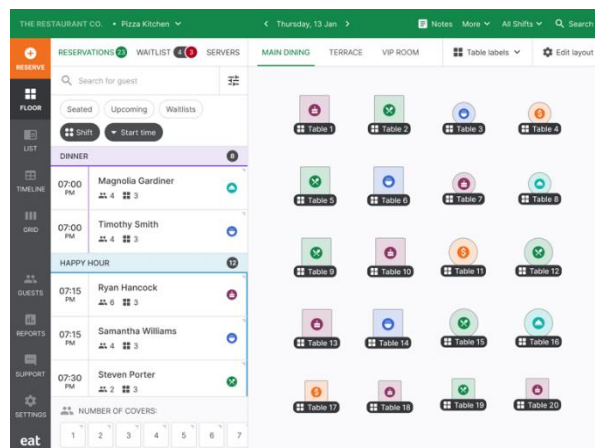 THE RESTAURANT CO. • Pizza Kitchen
Thursday, 13 Jan
Notes More All Shifts Search
RESERVE
FLOOR
LIST
TIMELINE
GRID
GUESTS
REPORTS
SUPPORT
SETTINGS
eat
RESERVATIONS 23 WAITLIST 4 3 SERVERS
Search for guest
Seated Upcoming Waitlists
Shift Start time
DINNER 8
07:00 PM Magnolia Gardiner
4 3
07:00 PM Timothy Smith
4 3
HAPPY HOUR 12
07:15 PM Ryan Hancock
6 3
07:15 PM Samantha Williams
4 3
07:30 PM Steven Porter
2 3
NUMBER OF COVERS:
1 2 3 4 5 6 7
MAIN DINING TERRACE VIP ROOM Table labels Edit layout
Table 1 Table 2 Table 3 Table 4
Table 5 Table 6 Table 7 Table 8
Table 9 Table 10 Table 11 Table 12
Table 13 Table 14 Table 15 Table 16
Table 17 Table 18 Table 19 Table 20